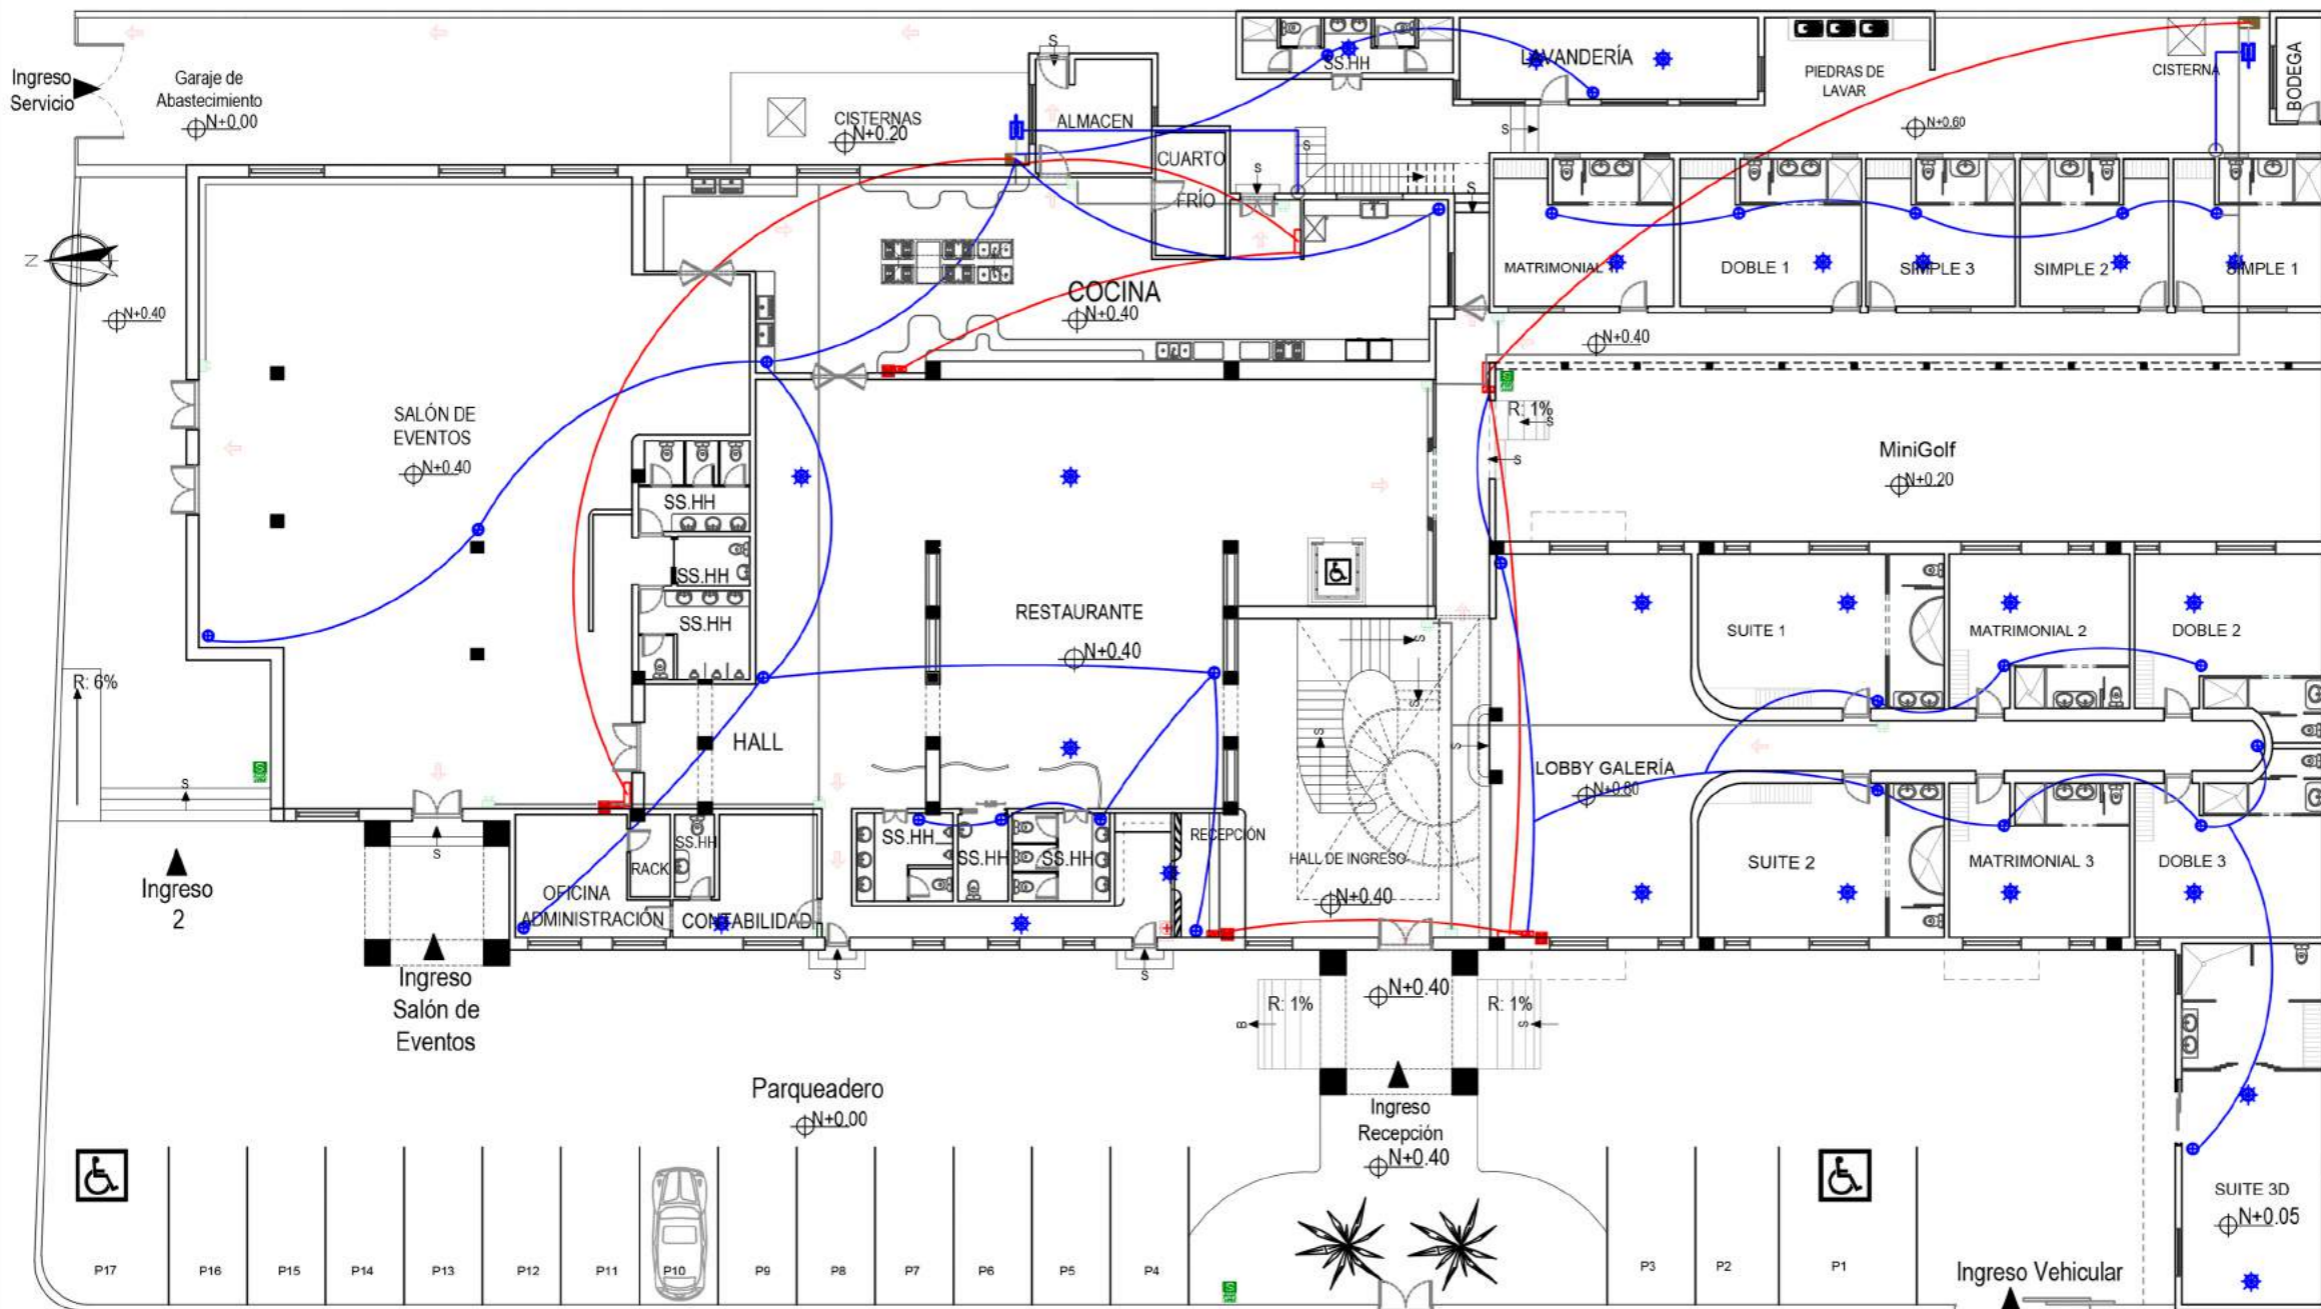 Ingreso
Servicio
Garaje de
Abastecimiento
N+0.00
CISTERNAS
N+0.20
S
ALMACEN
CUARTO
FRÍO
S
S
SS.HH
LAVANDERÍA
PIEDRAS DE
LAVAR
CISTERNA
BODEGA
S
N+0.60
S
N
N+0.40
COCINA
N+0.40
MATRIMONIAL 1
DOBLE 1
SIMPLE 3
SIMPLE 2
SIMPLE 1
N+0.40
SALÓN DE
EVENTOS
N+0.40
R: 1%
S
S
MiniGolf
N+0.20
SS.HH
SS.HH
SS.HH
RESTAURANTE
N+0.40
S
S
S
S
S
SUITE 1
MATRIMONIAL 2
DOBLE 2
R: 6%
S
HALL
LOBBY GALERÍA
N+0.80
S
SS.HH
RACK
OFICINA
ADMINISTRACIÓN
CONTABILIDAD
SS.HH
SS.HH
SS.HH
RECEPCIÓN
HALL DE INGRESO
N+0.40
SUITE 2
MATRIMONIAL 3
DOBLE 3
Ingreso
2
S
S
Ingreso
Salón de
Eventos
N+0.40
R: 1%
B
R: 1%
S
Parqueadero
N+0.00
Ingreso
Recepción
N+0.40
SUITE 3D
N+0.05
P17
P16
P15
P14
P13
P12
P11
P10
P9
P8
P7
P6
P5
P4
P3
P2
P1
Ingreso Vehicular